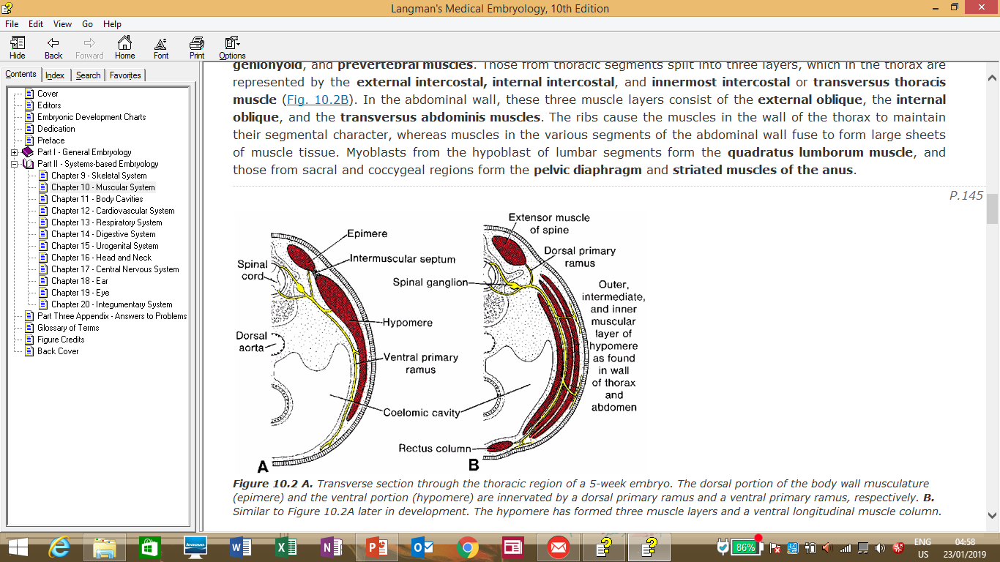 Langman's Medical Embryology, 10th Edition
File Edit View Go Help
Hide Back Forward Home Font Print Options
Contents Index Search Favorites
Cover
Editors
Embryonic Development Charts
Dedication
Preface
Part I - General Embryology
Part II - Systems-based Embryology
Chapter 9 - Skeletal System
Chapter 10 - Muscular System
Chapter 11 - Body Cavities
Chapter 12 - Cardiovascular System
Chapter 13 - Respiratory System
Chapter 14 - Digestive System
Chapter 15 - Urogenital System
Chapter 16 - Head and Neck
Chapter 17 - Central Nervous System
Chapter 18 - Ear
Chapter 19 - Eye
Chapter 20 - Integumentary System
Part Three Appendix - Answers to Problems
Glossary of Terms
Figure Credits
Back Cover
genionyoid, and prevertebral muscles. Those from thoracic segments split into three layers, which in the thorax are
represented by the external intercostal, internal intercostal, and innermost intercostal or transversus thoracis
muscle (Fig. 10.2B). In the abdominal wall, these three muscle layers consist of the external oblique, the internal
oblique, and the transversus abdominis muscles. The ribs cause the muscles in the wall of the thorax to maintain
their segmental character, whereas muscles in the various segments of the abdominal wall fuse to form large sheets
of muscle tissue. Myoblasts from the hypoblast of lumbar segments form the quadratus lumborum muscle, and
those from sacral and coccygeal regions form the pelvic diaphragm and striated muscles of the anus.
P.145
Epimere
Intermuscular septum
Spinal
cord
Hypomere
Dorsal
aorta
Ventral primary
ramus
Coelomic cavity
A
Extensor muscle
of spine
Dorsal primary
ramus
Spinal ganglion
Outer,
intermediate,
and inner
muscular
layer of
hypomere
as found
in wall
of thorax
and
abdomen
Rectus column
B
Figure 10.2 A. Transverse section through the thoracic region of a 5-week embryo. The dorsal portion of the body wall musculature
(epimere) and the ventral portion (hypomere) are innervated by a dorsal primary ramus and a ventral primary ramus, respectively. B.
Similar to Figure 10.2A later in development. The hypomere has formed three muscle layers and a ventral longitudinal muscle column.
lenovo
86%
ENG
US
04:58
23/01/2019